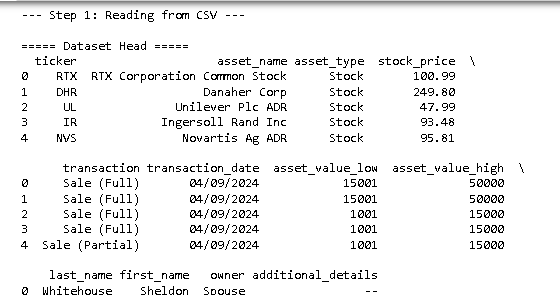 --- Step 1: Reading from CSV ---
===== Dataset Head =====
ticker asset_name asset_type stock_price \
0 RTX RTX Corporation Common Stock Stock 100.99
1 DHR Danaher Corp Stock 249.80
2 UL Unilever Plc ADR Stock 47.99
3 IR Ingersoll Rand Inc Stock 93.48
4 NVS Novartis Ag ADR Stock 95.81
transaction transaction_date asset_value_low asset_value_high \
0 Sale (Full) 04/09/2024 15001 50000
1 Sale (Full) 04/09/2024 15001 50000
2 Sale (Full) 04/09/2024 1001 15000
3 Sale (Full) 04/09/2024 1001 15000
4 Sale (Partial) 04/09/2024 1001 15000
last_name first_name owner additional_details
0 Whitehouse Sheldon Spouse --